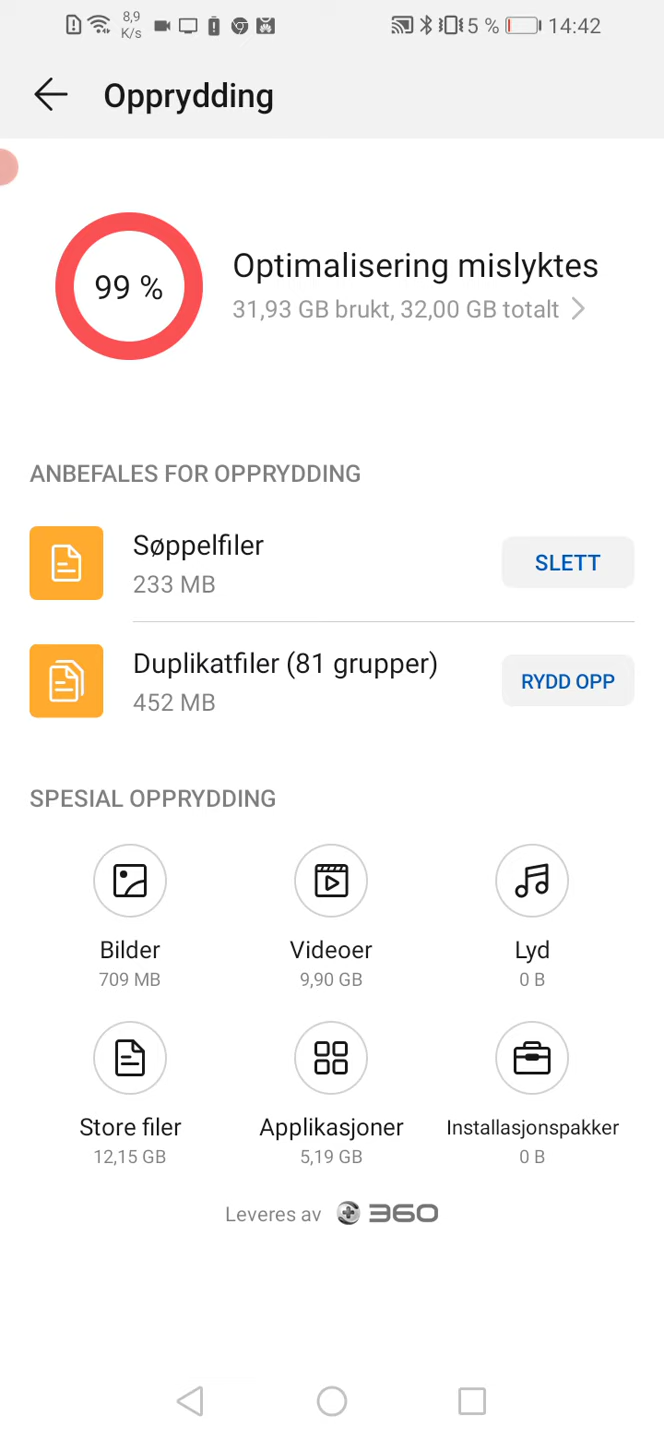 8,9
K/s
5 %
14:42
Opprydding
99 %
Optimalisering mislyktes
31,93 GB brukt, 32,00 GB totalt
ANBEFALES FOR OPPRYDDING
Søppelfiler
233 MB
SLETT
Duplikatfiler (81 grupper)
452 MB
RYDD OPP
SPESIAL OPPRYDDING
Bilder
709 MB
Videoer
9,90 GB
Lyd
0 B
Store filer
12,15 GB
Applikasjoner
5,19 GB
Installasjonspakker
0 B
Leveres av 360